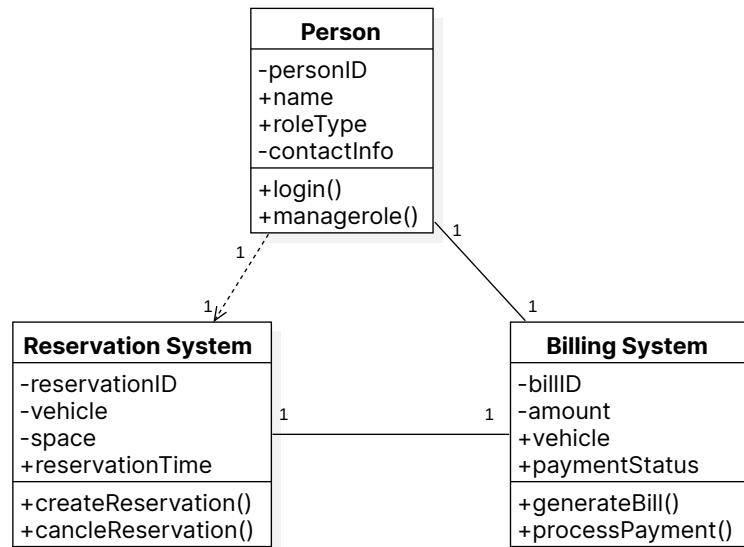 Person
-personID
+name
+roleType
-contactInfo
+login()
+managerole()
1
1
1
1
Reservation System
-reservationID
-vehicle
-space
+reservationTime
+createReservation()
+cancleReservation()
1
1
Billing System
-billID
-amount
+vehicle
+paymentStatus
+generateBill()
+processPayment()